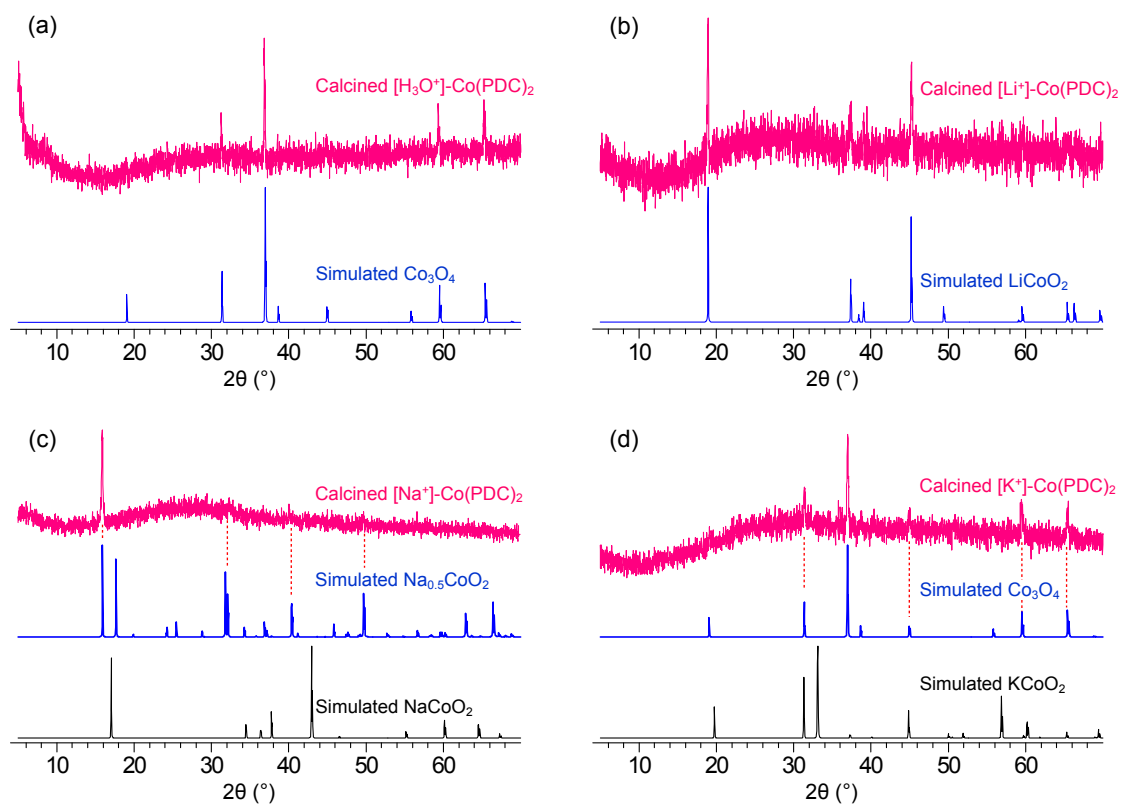 (a)
Calcined [H₃O⁺]-Co(PDC)₂
Simulated Co₃O₄
10 20 30 40 50 60
2θ (°)
(b)
Calcined [Li⁺]-Co(PDC)₂
Simulated LiCoO₂
10 20 30 40 50 60
2θ (°)
(c)
Calcined [Na⁺]-Co(PDC)₂
Simulated Na₀.₅CoO₂
Simulated NaCoO₂
10 20 30 40 50 60
2θ (°)
(d)
Calcined [K⁺]-Co(PDC)₂
Simulated Co₃O₄
Simulated KCoO₂
10 20 30 40 50 60
2θ (°)